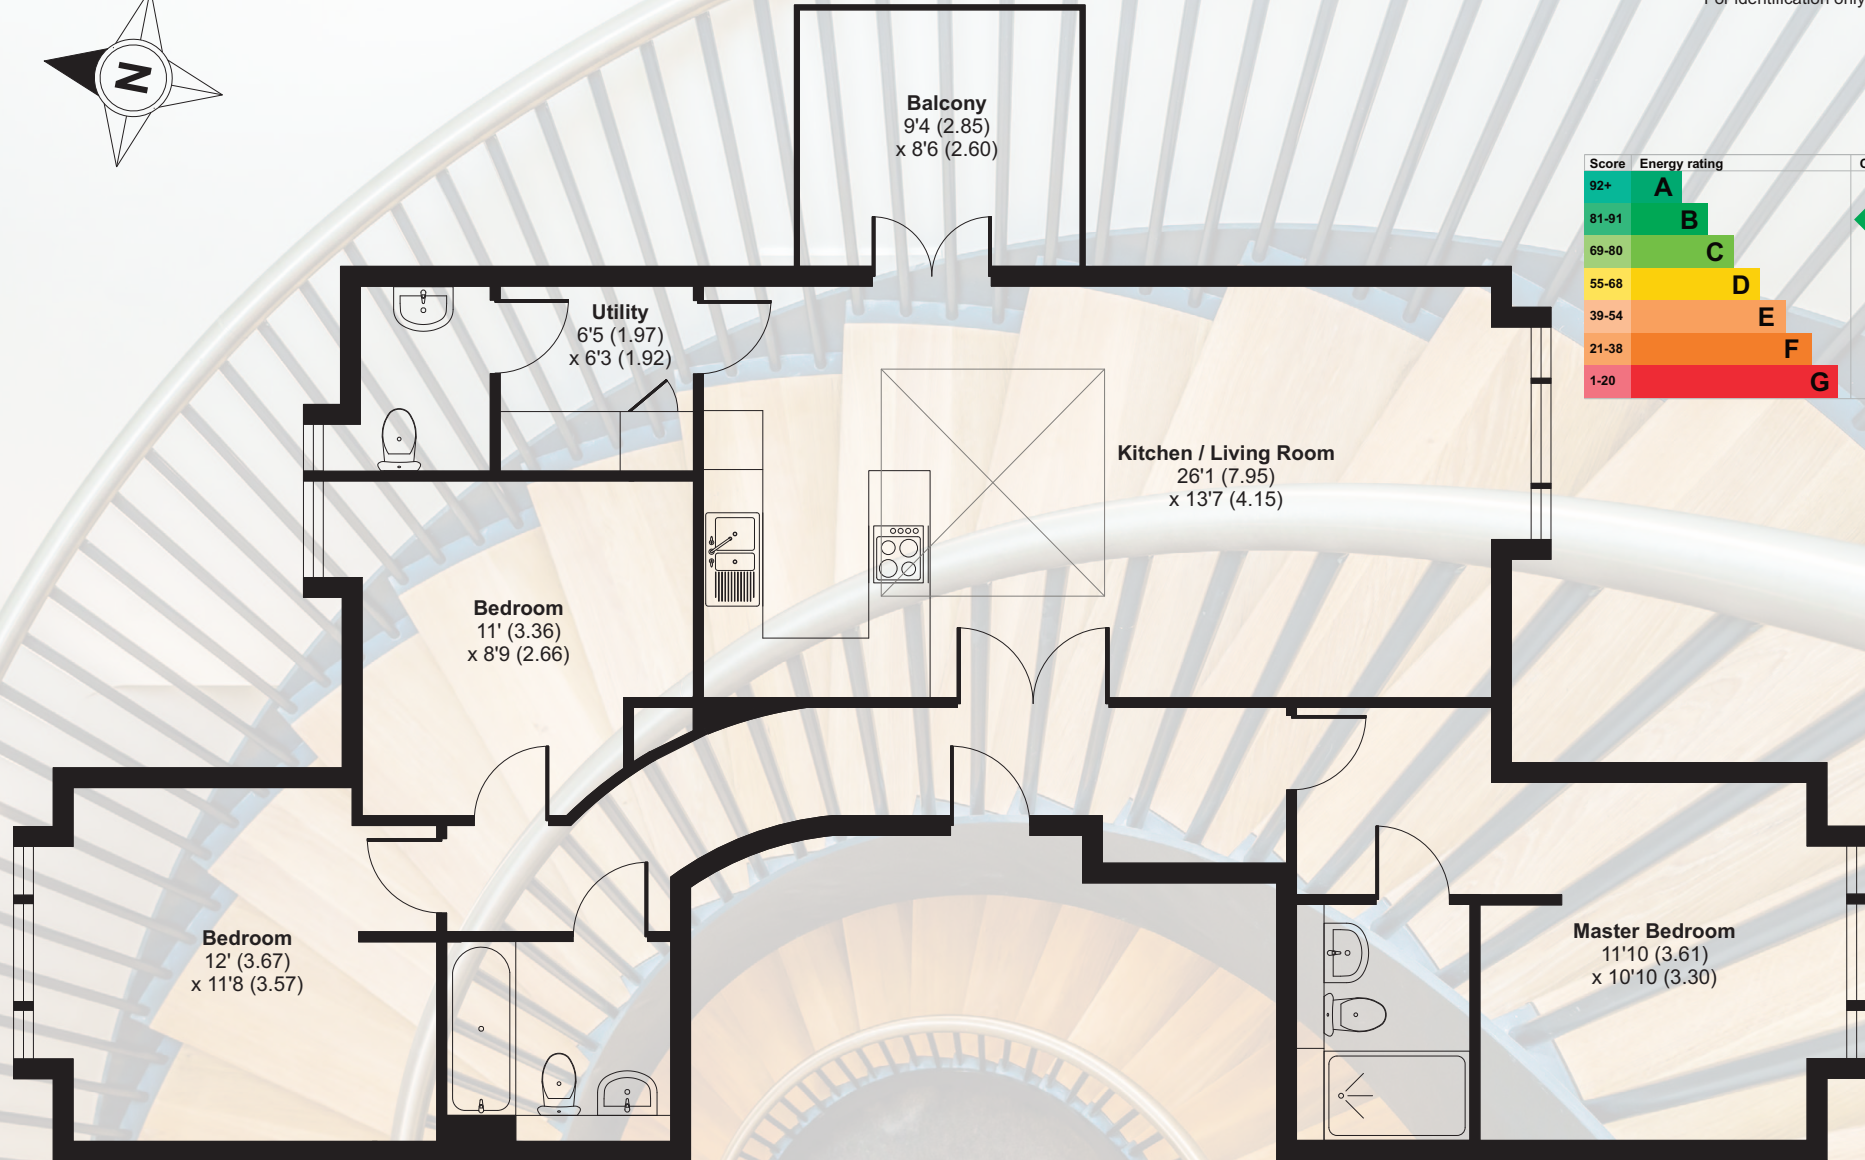 For identification only
N
Balcony
9'4 (2.85)
x 8'6 (2.60)
Score Energy rating
92+ A
81-91 B
69-80 C
55-68 D
39-54 E
21-38 F
1-20 G
Utility
6'5 (1.97)
x 6'3 (1.92)
Kitchen / Living Room
26'1 (7.95)
x 13'7 (4.15)
Bedroom
11' (3.36)
x 8'9 (2.66)
Bedroom
12' (3.67)
x 11'8 (3.57)
Master Bedroom
11'10 (3.61)
x 10'10 (3.30)